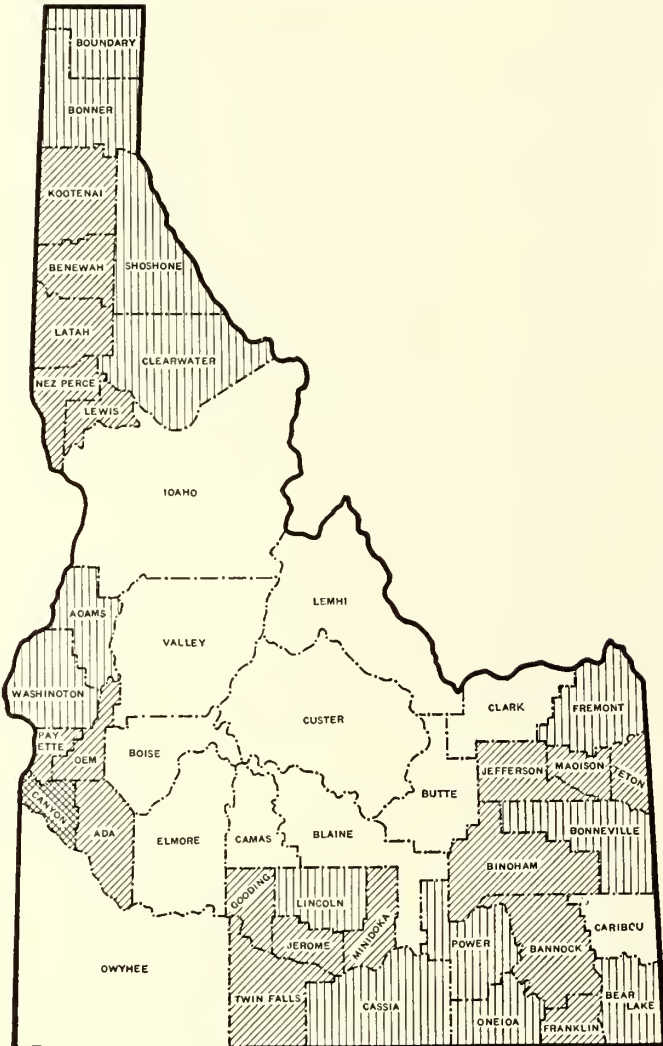 BOUNDARY
BONNER
KOOTENAI
BENEWAH
SHOSHONE
LATAH
CLEARWATER
NEZ PERCE
LEWIS
IOAHO
LEMHI
AOAMS
VALLEY
WASHINGTON
CUSTER
CLARK
FREMONT
PAY
ETTE
OEM
BOISE
JEFFERSON
MAOISON
TETON
BUTTE
CANYON
ADA
ELMORE
CAMAS
BLAINE
BONNEVILLE
BINOHAM
GOODING
LINCOLN
JEROME
MINIDOKA
POWER
BANNOCK
CARIBOU
OWYHEE
TWIN FALLS
CASSIA
ONEIOA
FRANKLIN
BEAR
LAKE